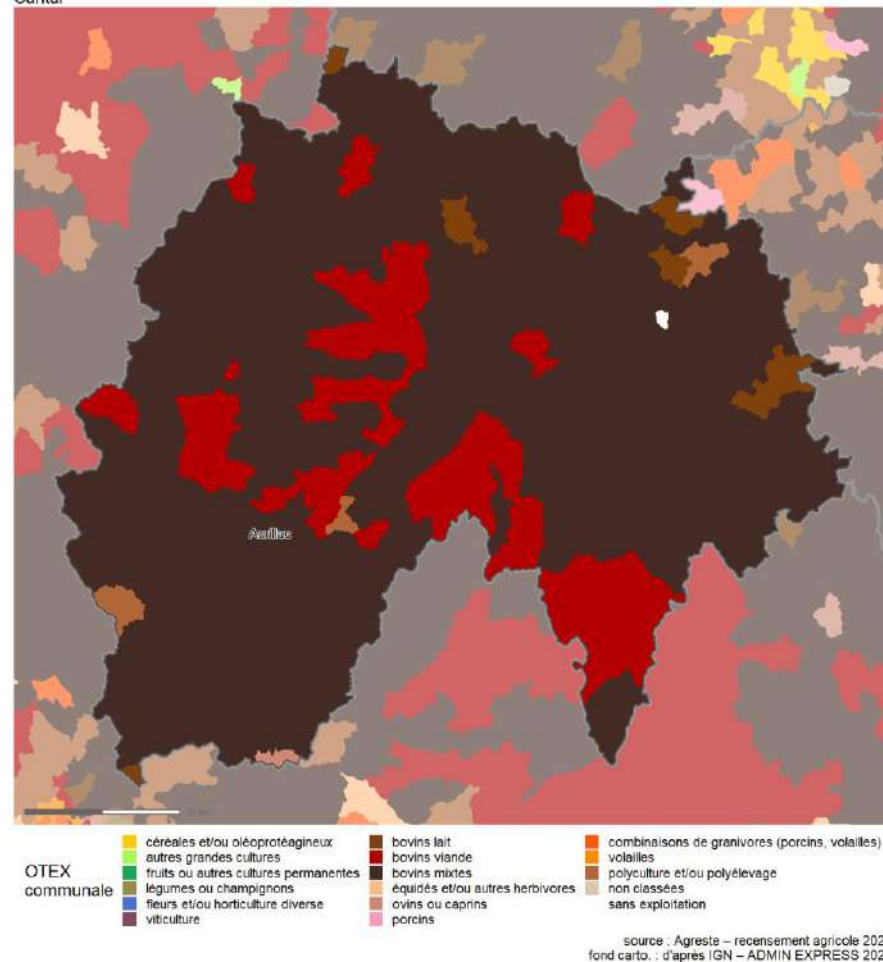 Cantal
Aurillac
OTEX
communale
céréales et/ou oléoprotéagineux
autres grandes cultures
fruits ou autres cultures permanentes
légumes ou champignons
fleurs et/ou horticulture diverse
viticulture
bovins lait
bovins viande
bovins mixtes
équidés et/ou autres herbivores
ovins ou caprins
porcins
combinaisons de granivores (porcins, volailles)
volailles
polyculture et/ou polyélevage
non classées
sans exploitation
source : Agreste – recensement agricole 202
fond carto. : d'après IGN – ADMIN EXPRESS 202